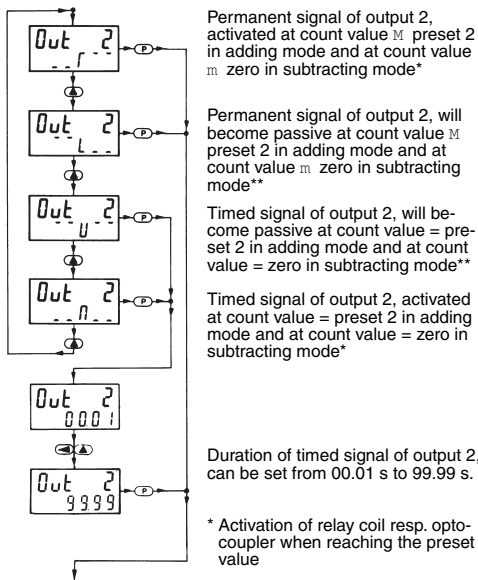 Out 2
P
Permanent signal of output 2,
activated at count value M preset 2
in adding mode and at count value
m zero in subtracting mode*
Out 2
P
Permanent signal of output 2, will
become passive at count value M
preset 2 in adding mode and at
count value m zero in subtracting
mode**
Out 2
P
Timed signal of output 2, will be-
come passive at count value = pre-
set 2 in adding mode and at count
value = zero in subtracting mode**
Out 2
P
Timed signal of output 2, activated
at count value = preset 2 in adding
mode and at count value = zero in
subtracting mode*
Out 2
0001
Out 2
99.99
P
Duration of timed signal of output 2,
can be set from 00.01 s to 99.99 s.
* Activation of relay coil resp. opto-
coupler when reaching the preset
value